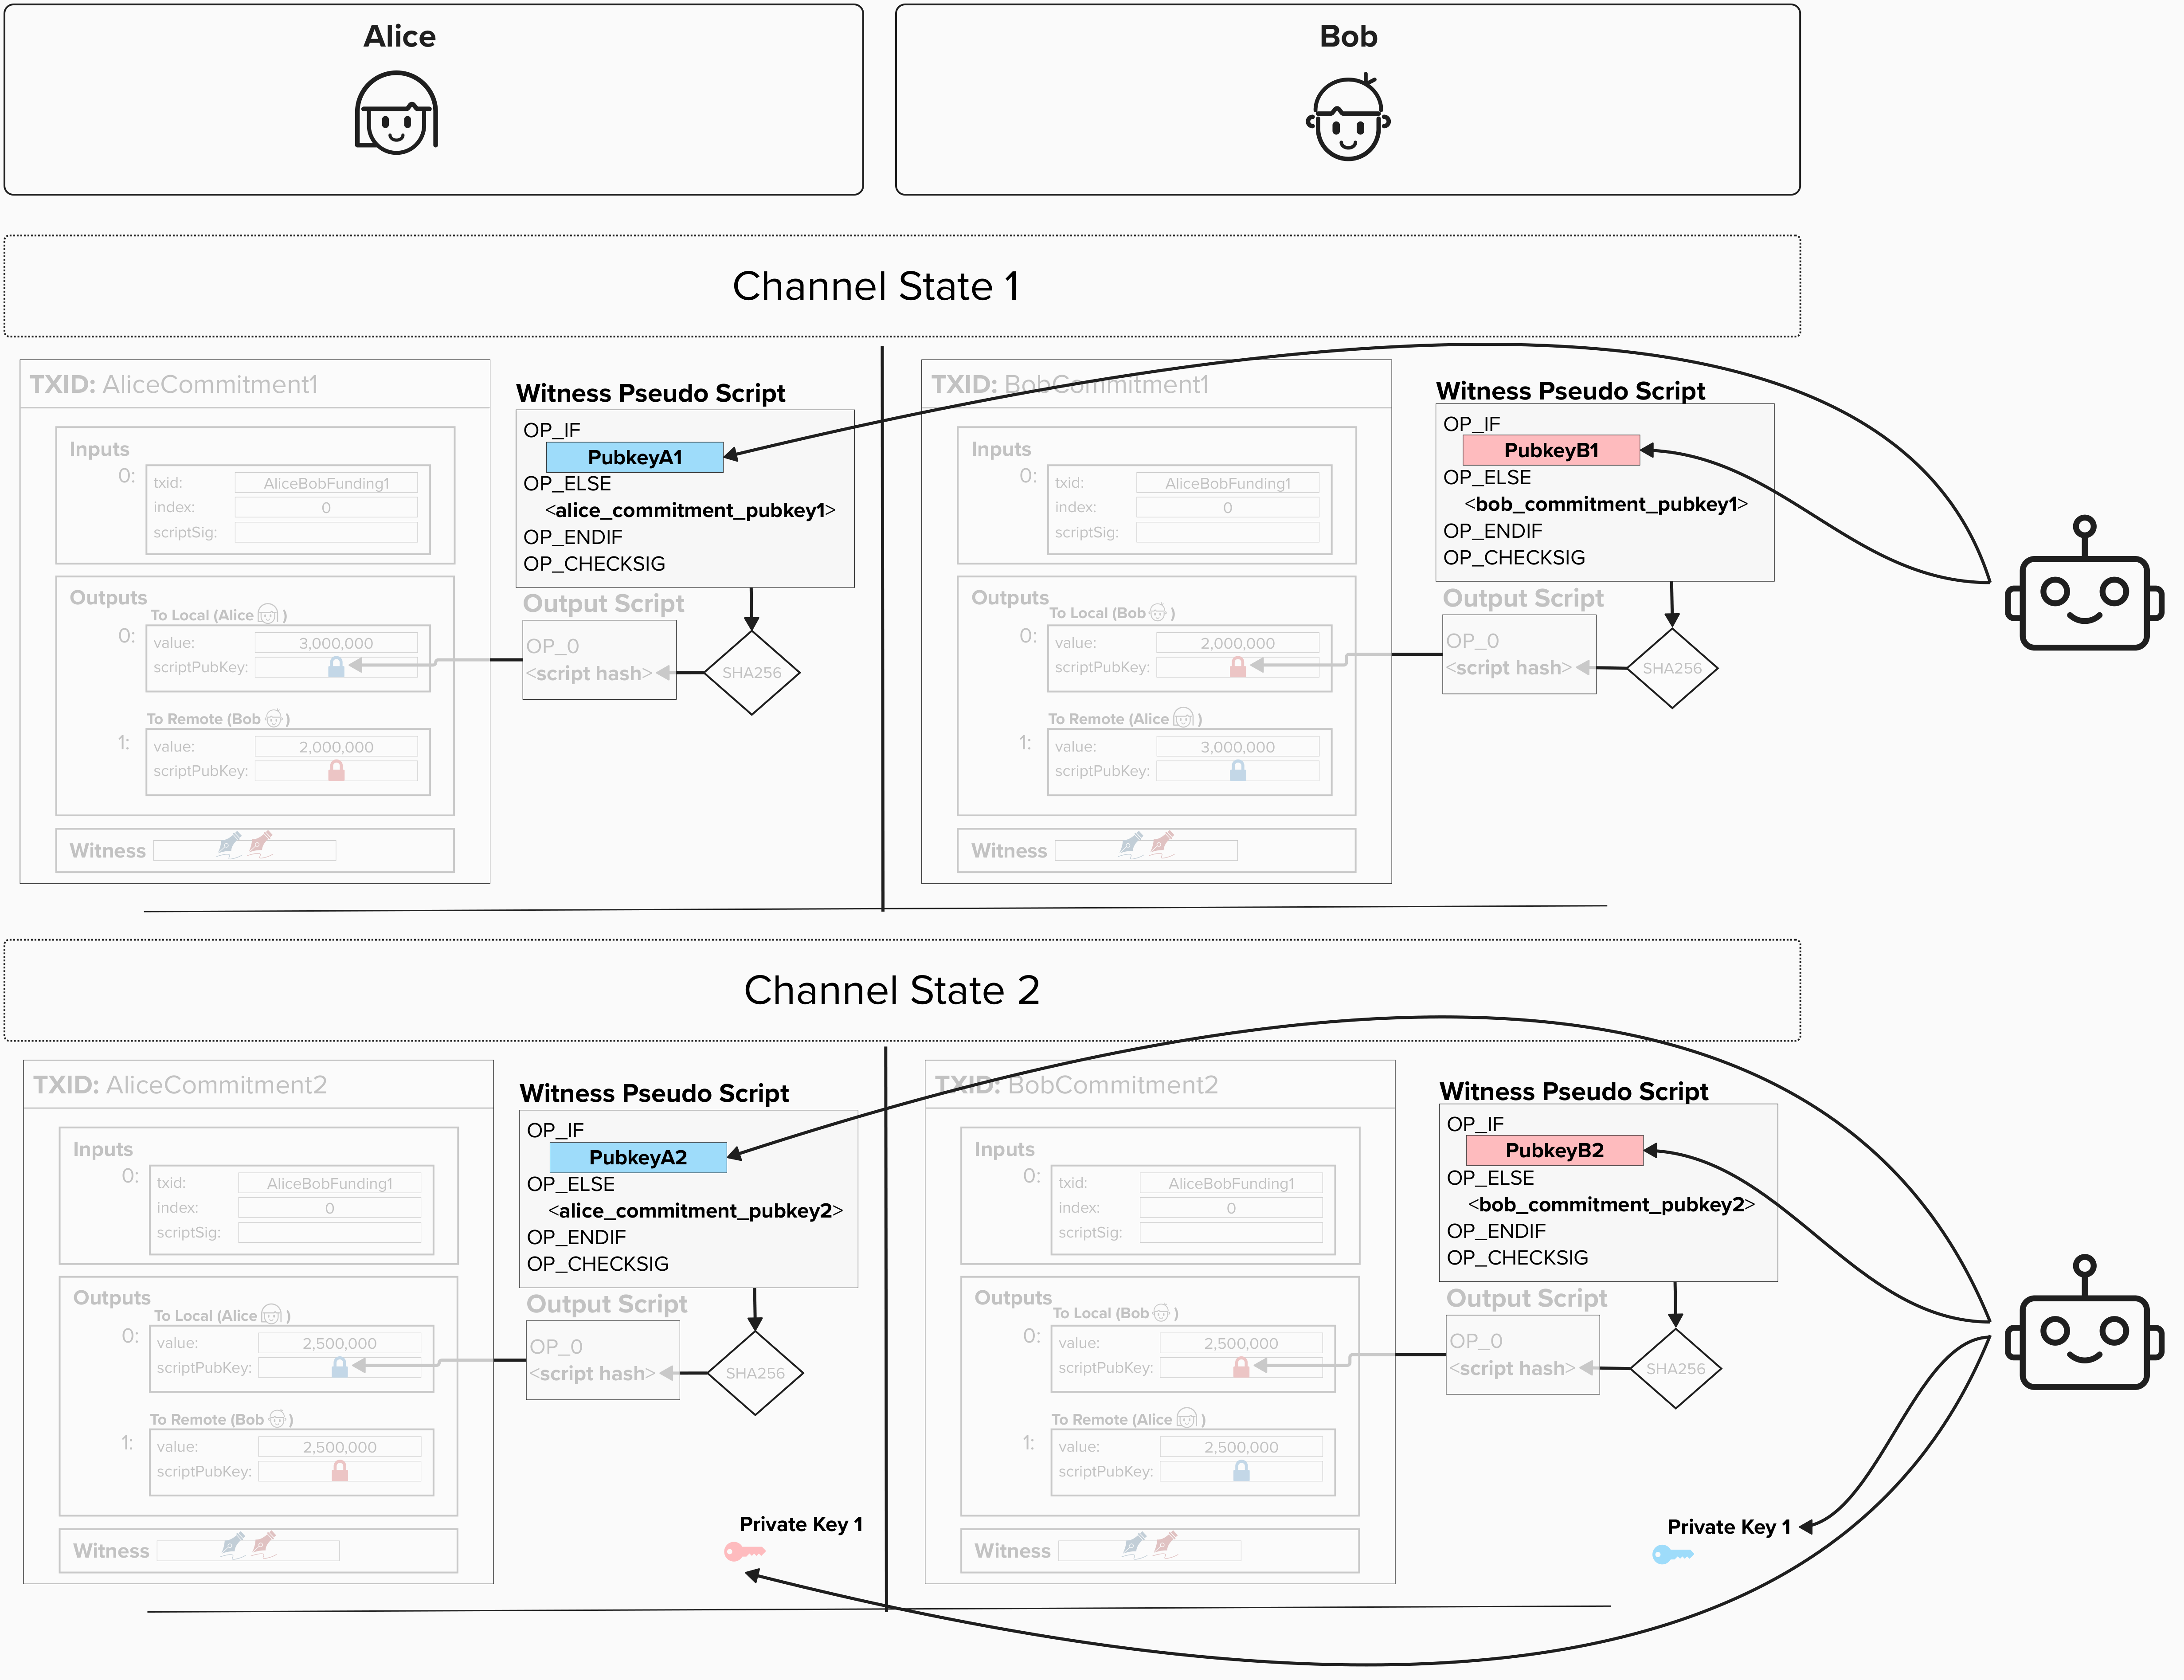 Alice
Bob
Channel State 1
TXID: AliceCommitment1
Inputs
0:
txid:
AliceBobFunding1
index:
0
scriptSig:
Outputs
To Local (Alice )
0:
value:
3,000,000
scriptPubKey:
To Remote (Bob )
1:
value:
2,000,000
scriptPubKey:
Witness
Witness Pseudo Script
OP_IF
PubkeyA1
OP_ELSE
<alice_commitment_pubkey1>
OP_ENDIF
OP_CHECKSIG
Output Script
OP_0
<script hash>
SHA256
TXID: BobCommitment1
Inputs
0:
txid:
AliceBobFunding1
index:
0
scriptSig:
Outputs
To Local (Bob )
0:
value:
2,000,000
scriptPubKey:
To Remote (Alice )
1:
value:
3,000,000
scriptPubKey:
Witness
Witness Pseudo Script
OP_IF
PubkeyB1
OP_ELSE
<bob_commitment_pubkey1>
OP_ENDIF
OP_CHECKSIG
Output Script
OP_0
<script hash>
SHA256
Channel State 2
TXID: AliceCommitment2
Inputs
0:
txid:
AliceBobFunding1
index:
0
scriptSig:
Outputs
To Local (Alice )
0:
value:
2,500,000
scriptPubKey:
To Remote (Bob )
1:
value:
2,500,000
scriptPubKey:
Witness
Witness Pseudo Script
OP_IF
PubkeyA2
OP_ELSE
<alice_commitment_pubkey2>
OP_ENDIF
OP_CHECKSIG
Output Script
OP_0
<script hash>
SHA256
Private Key 1
TXID: BobCommitment2
Inputs
0:
txid:
AliceBobFunding1
index:
0
scriptSig:
Outputs
To Local (Bob )
0:
value:
2,500,000
scriptPubKey:
To Remote (Alice )
1:
value:
2,500,000
scriptPubKey:
Witness
Witness Pseudo Script
OP_IF
PubkeyB2
OP_ELSE
<bob_commitment_pubkey2>
OP_ENDIF
OP_CHECKSIG
Output Script
OP_0
<script hash>
SHA256
Private Key 1